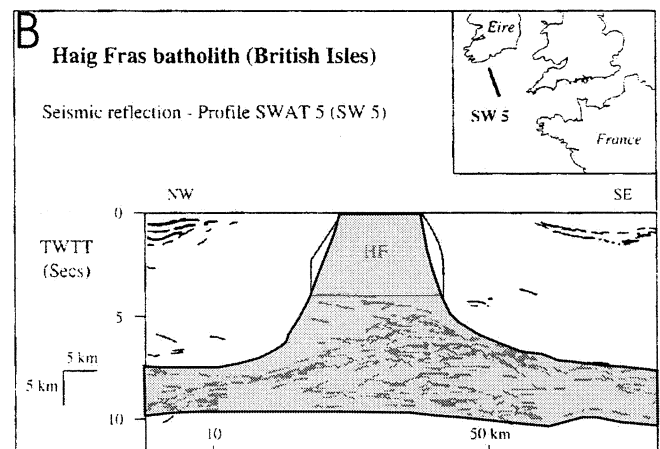 B
Haig Fras batholith (British Isles)
Seismic reflection - Profile SWAT 5 (SW 5)
Eire
SW 5
France
NW
SE
0
TWTT
(Secs)
HF
5
5 km
5 km
10
10
50 km